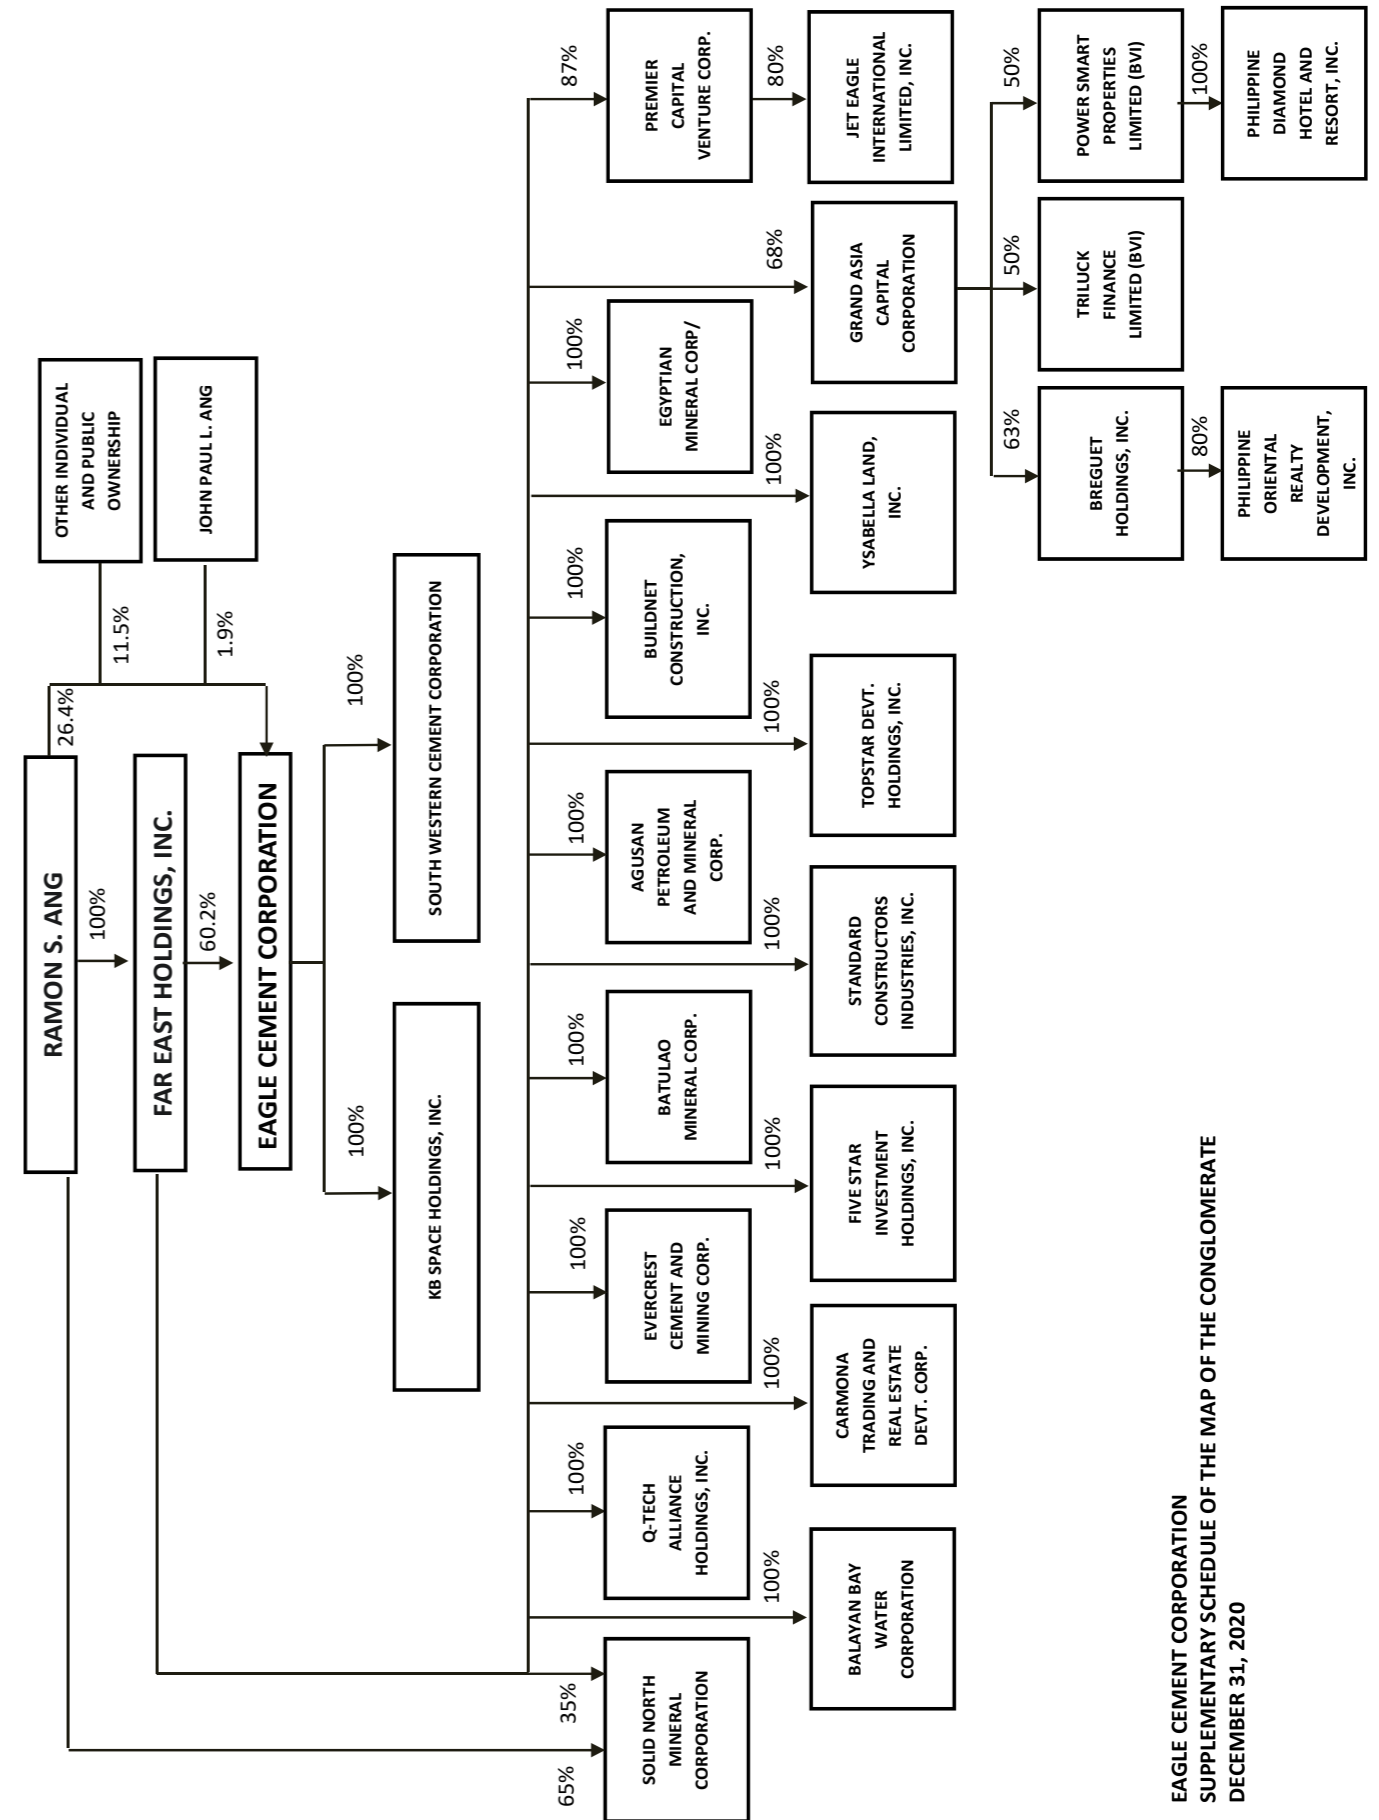 RAMON S. ANG
26.4%
OTHER INDIVIDUAL
AND PUBLIC
OWNERSHIP
11.5%
100%
FAR EAST HOLDINGS, INC.
JOHN PAUL L. ANG
1.9%
60.2%
EAGLE CEMENT CORPORATION
100%
100%
KB SPACE HOLDINGS, INC.
SOUTH WESTERN CEMENT CORPORATION
65%
35%
100%
100%
100%
100%
100%
100%
87%
SOLID NORTH
MINERAL
CORPORATION
Q-TECH
ALLIANCE
HOLDINGS, INC.
EVERCREST
CEMENT AND
MINING CORP.
BATULAO
MINERAL CORP.
AGUSAN
PETROLEUM
AND MINERAL
CORP.
BUILDNET
CONSTRUCTION,
INC.
EGYPTIAN
MINERAL CORP/
PREMIER
CAPITAL
VENTURE CORP.
100%
100%
100%
100%
100%
100%
68%
80%
BALAYAN BAY
WATER
CORPORATION
CARMONA
TRADING AND
REAL ESTATE
DEVT. CORP.
FIVE STAR
INVESTMENT
HOLDINGS, INC.
STANDARD
CONSTRUCTORS
INDUSTRIES, INC.
TOPSTAR DEVT.
HOLDINGS, INC.
YSABELLA LAND,
INC.
GRAND ASIA
CAPITAL
CORPORATION
JET EAGLE
INTERNATIONAL
LIMITED, INC.
63%
50%
50%
BREGUET
HOLDINGS, INC.
TRILUCK
FINANCE
LIMITED (BVI)
POWER SMART
PROPERTIES
LIMITED (BVI)
80%
100%
PHILIPPINE
ORIENTAL
REALTY
DEVELOPMENT,
INC.
PHILIPPINE
DIAMOND
HOTEL AND
RESORT, INC.
EAGLE CEMENT CORPORATION
SUPPLEMENTARY SCHEDULE OF THE MAP OF THE CONGLOMERATE
DECEMBER 31, 2020